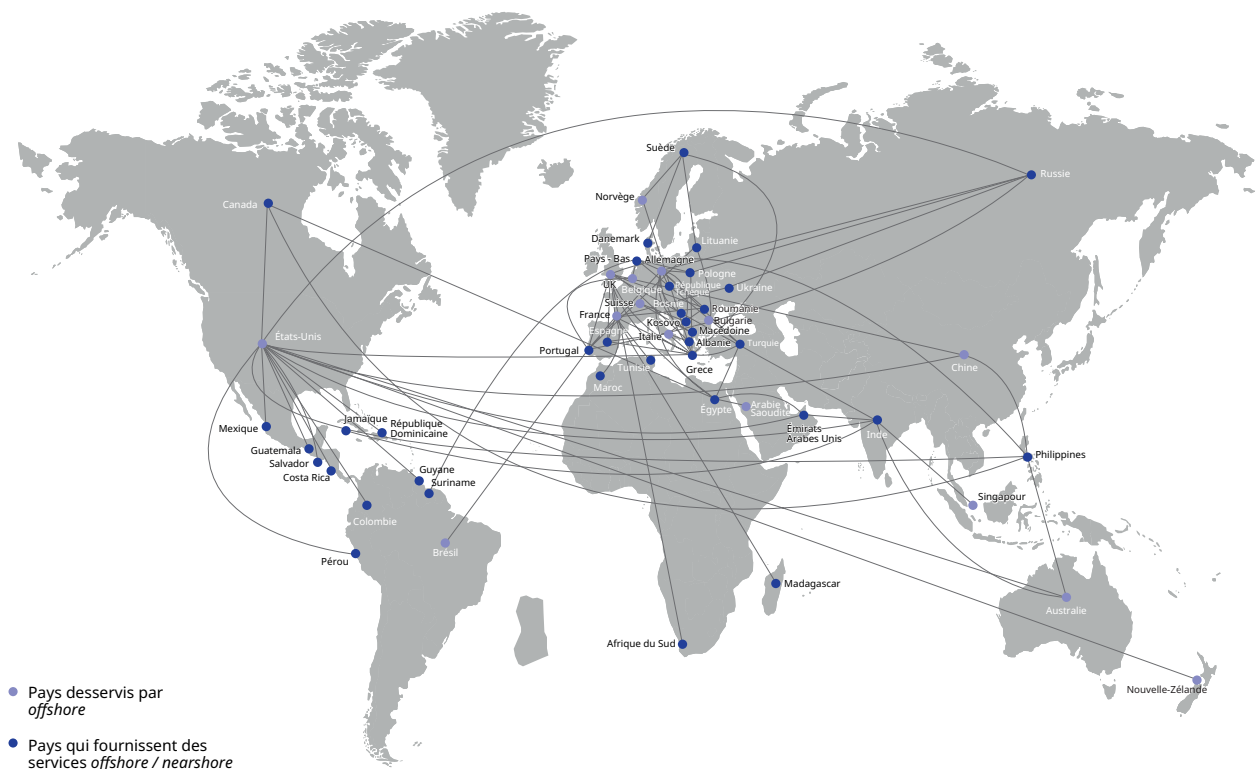 Suède
Russie
Norvège
Canada
Danemark
Lituanie
Pays - Bas
Allemagne
Pologne
UK
Belgique
République
Tchèque
Ukraine
Suisse
Bosnie
Roumanie
France
Kosovo
Bulgarie
Espagne
Italie
Macédoine
États-Unis
Albanie
Turquie
Portugal
Grece
Tunisie
Chine
Maroc
Égypte
Arabie
Saoudite
Jamaïque
République
Dominicaine
Mexique
Émirats
Arabes Unis
Inde
Guatemala
Philippines
Salvador
Costa Rica
Guyane
Suriname
Singapour
Colombie
Brésil
Pérou
Madagascar
Australie
Afrique du Sud
Nouvelle-Zélande
Pays desservis par
offshore
Pays qui fournissent des
services offshore / nearshore